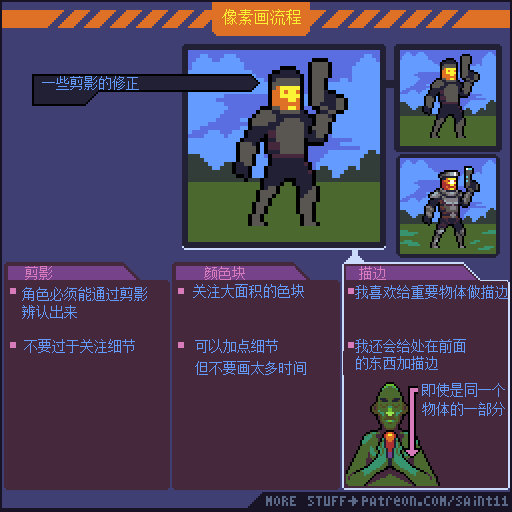 像素画流程
一些剪影的修正
剪影
角色必须能通过剪影
辨认出来
不要过于关注细节
颜色块
关注大面积的色块
可以加点细节
但不要画太多时间
描边
我喜欢给重要物体做描边
我还会给处在前面
的东西加描边
即使是同一个
物体的一部分
MORE STUFF→PATREON.COM/SAINT11